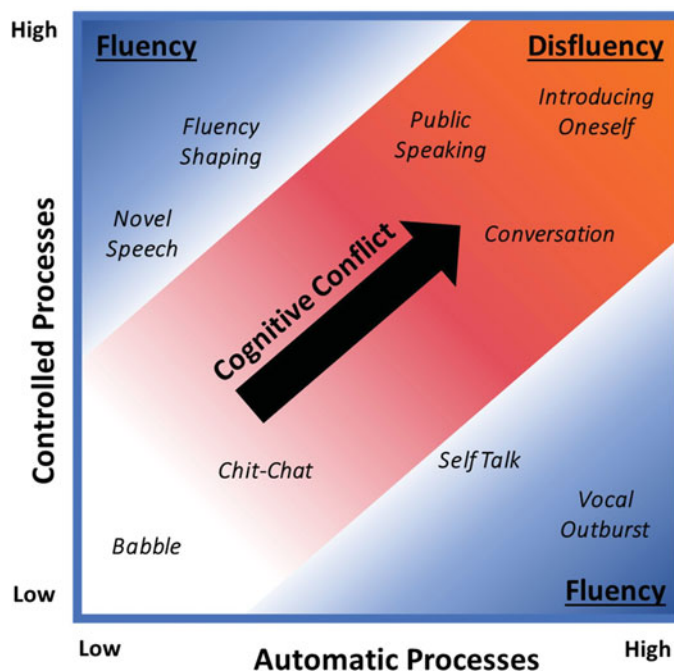 High
Fluency
Disfluency
Fluency
Shaping
Public
Speaking
Introducing
Oneself
Novel
Speech
Conversation
Cognitive Conflict
Controlled Processes
Chit-Chat
Self Talk
Babble
Vocal
Outburst
Low
Fluency
Low
Automatic Processes
High